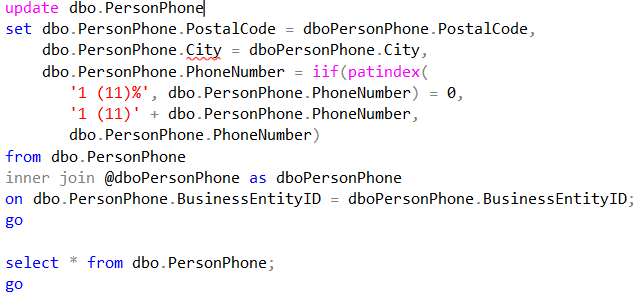 update dbo.PersonPhone
set dbo.PersonPhone.PostalCode = dboPersonPhone.PostalCode,
    dbo.PersonPhone.City = dboPersonPhone.City,
    dbo.PersonPhone.PhoneNumber = iif(patindex(
       '1 (11)%', dbo.PersonPhone.PhoneNumber) = 0,
       '1 (11)' + dbo.PersonPhone.PhoneNumber,
       dbo.PersonPhone.PhoneNumber)
from dbo.PersonPhone
inner join @dboPersonPhone as dboPersonPhone
on dbo.PersonPhone.BusinessEntityID = dboPersonPhone.BusinessEntityID;
go

select * from dbo.PersonPhone;
go